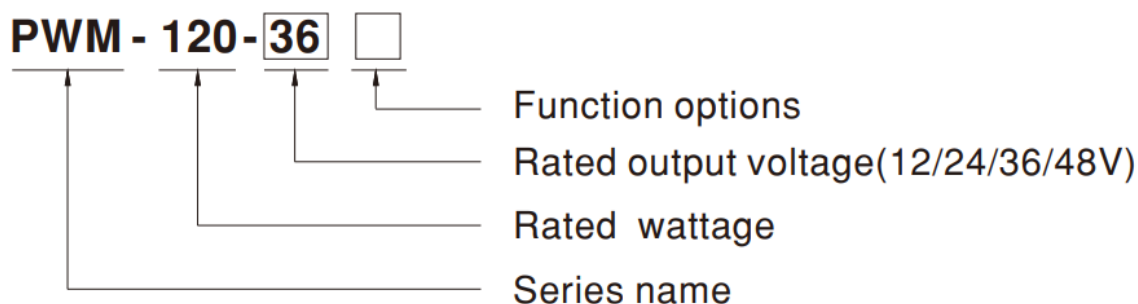 PWM - 120 - 36
Function options
Rated output voltage(12/24/36/48V)
Rated wattage
Series name